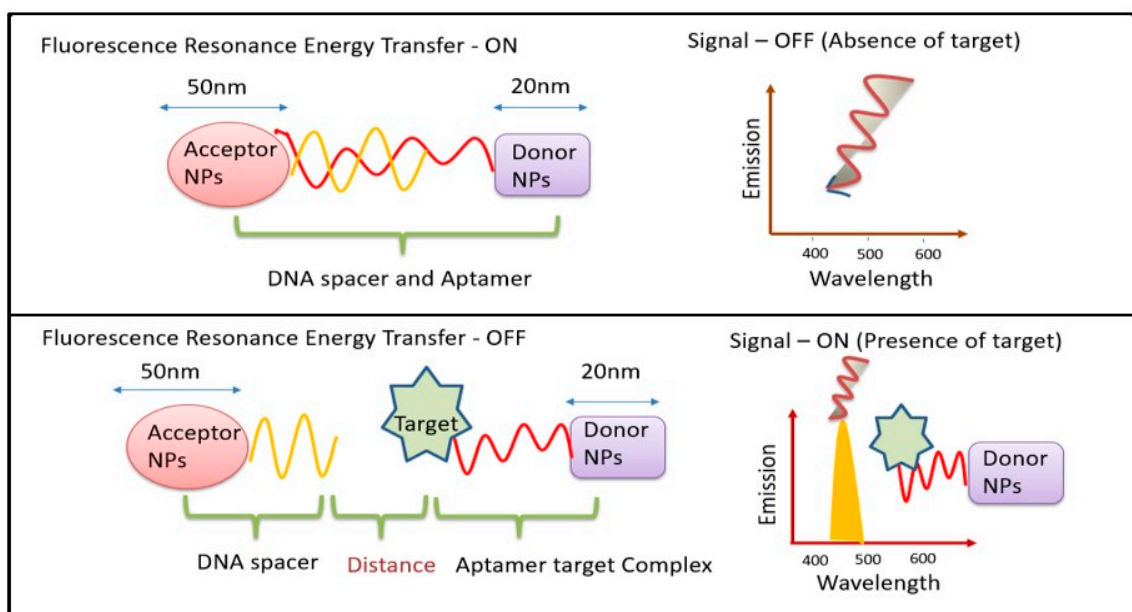 Fluorescence Resonance Energy Transfer - ON
50nm
20nm
Acceptor
NPs
Donor
NPs
DNA spacer and Aptamer
Signal – OFF (Absence of target)
Emission
400
500
600
Wavelength
Fluorescence Resonance Energy Transfer - OFF
50nm
20nm
Acceptor
NPs
Target
Donor
NPs
DNA spacer
Distance
Aptamer target Complex
Signal – ON (Presence of target)
Emission
Donor
NPs
400
500
600
Wavelength